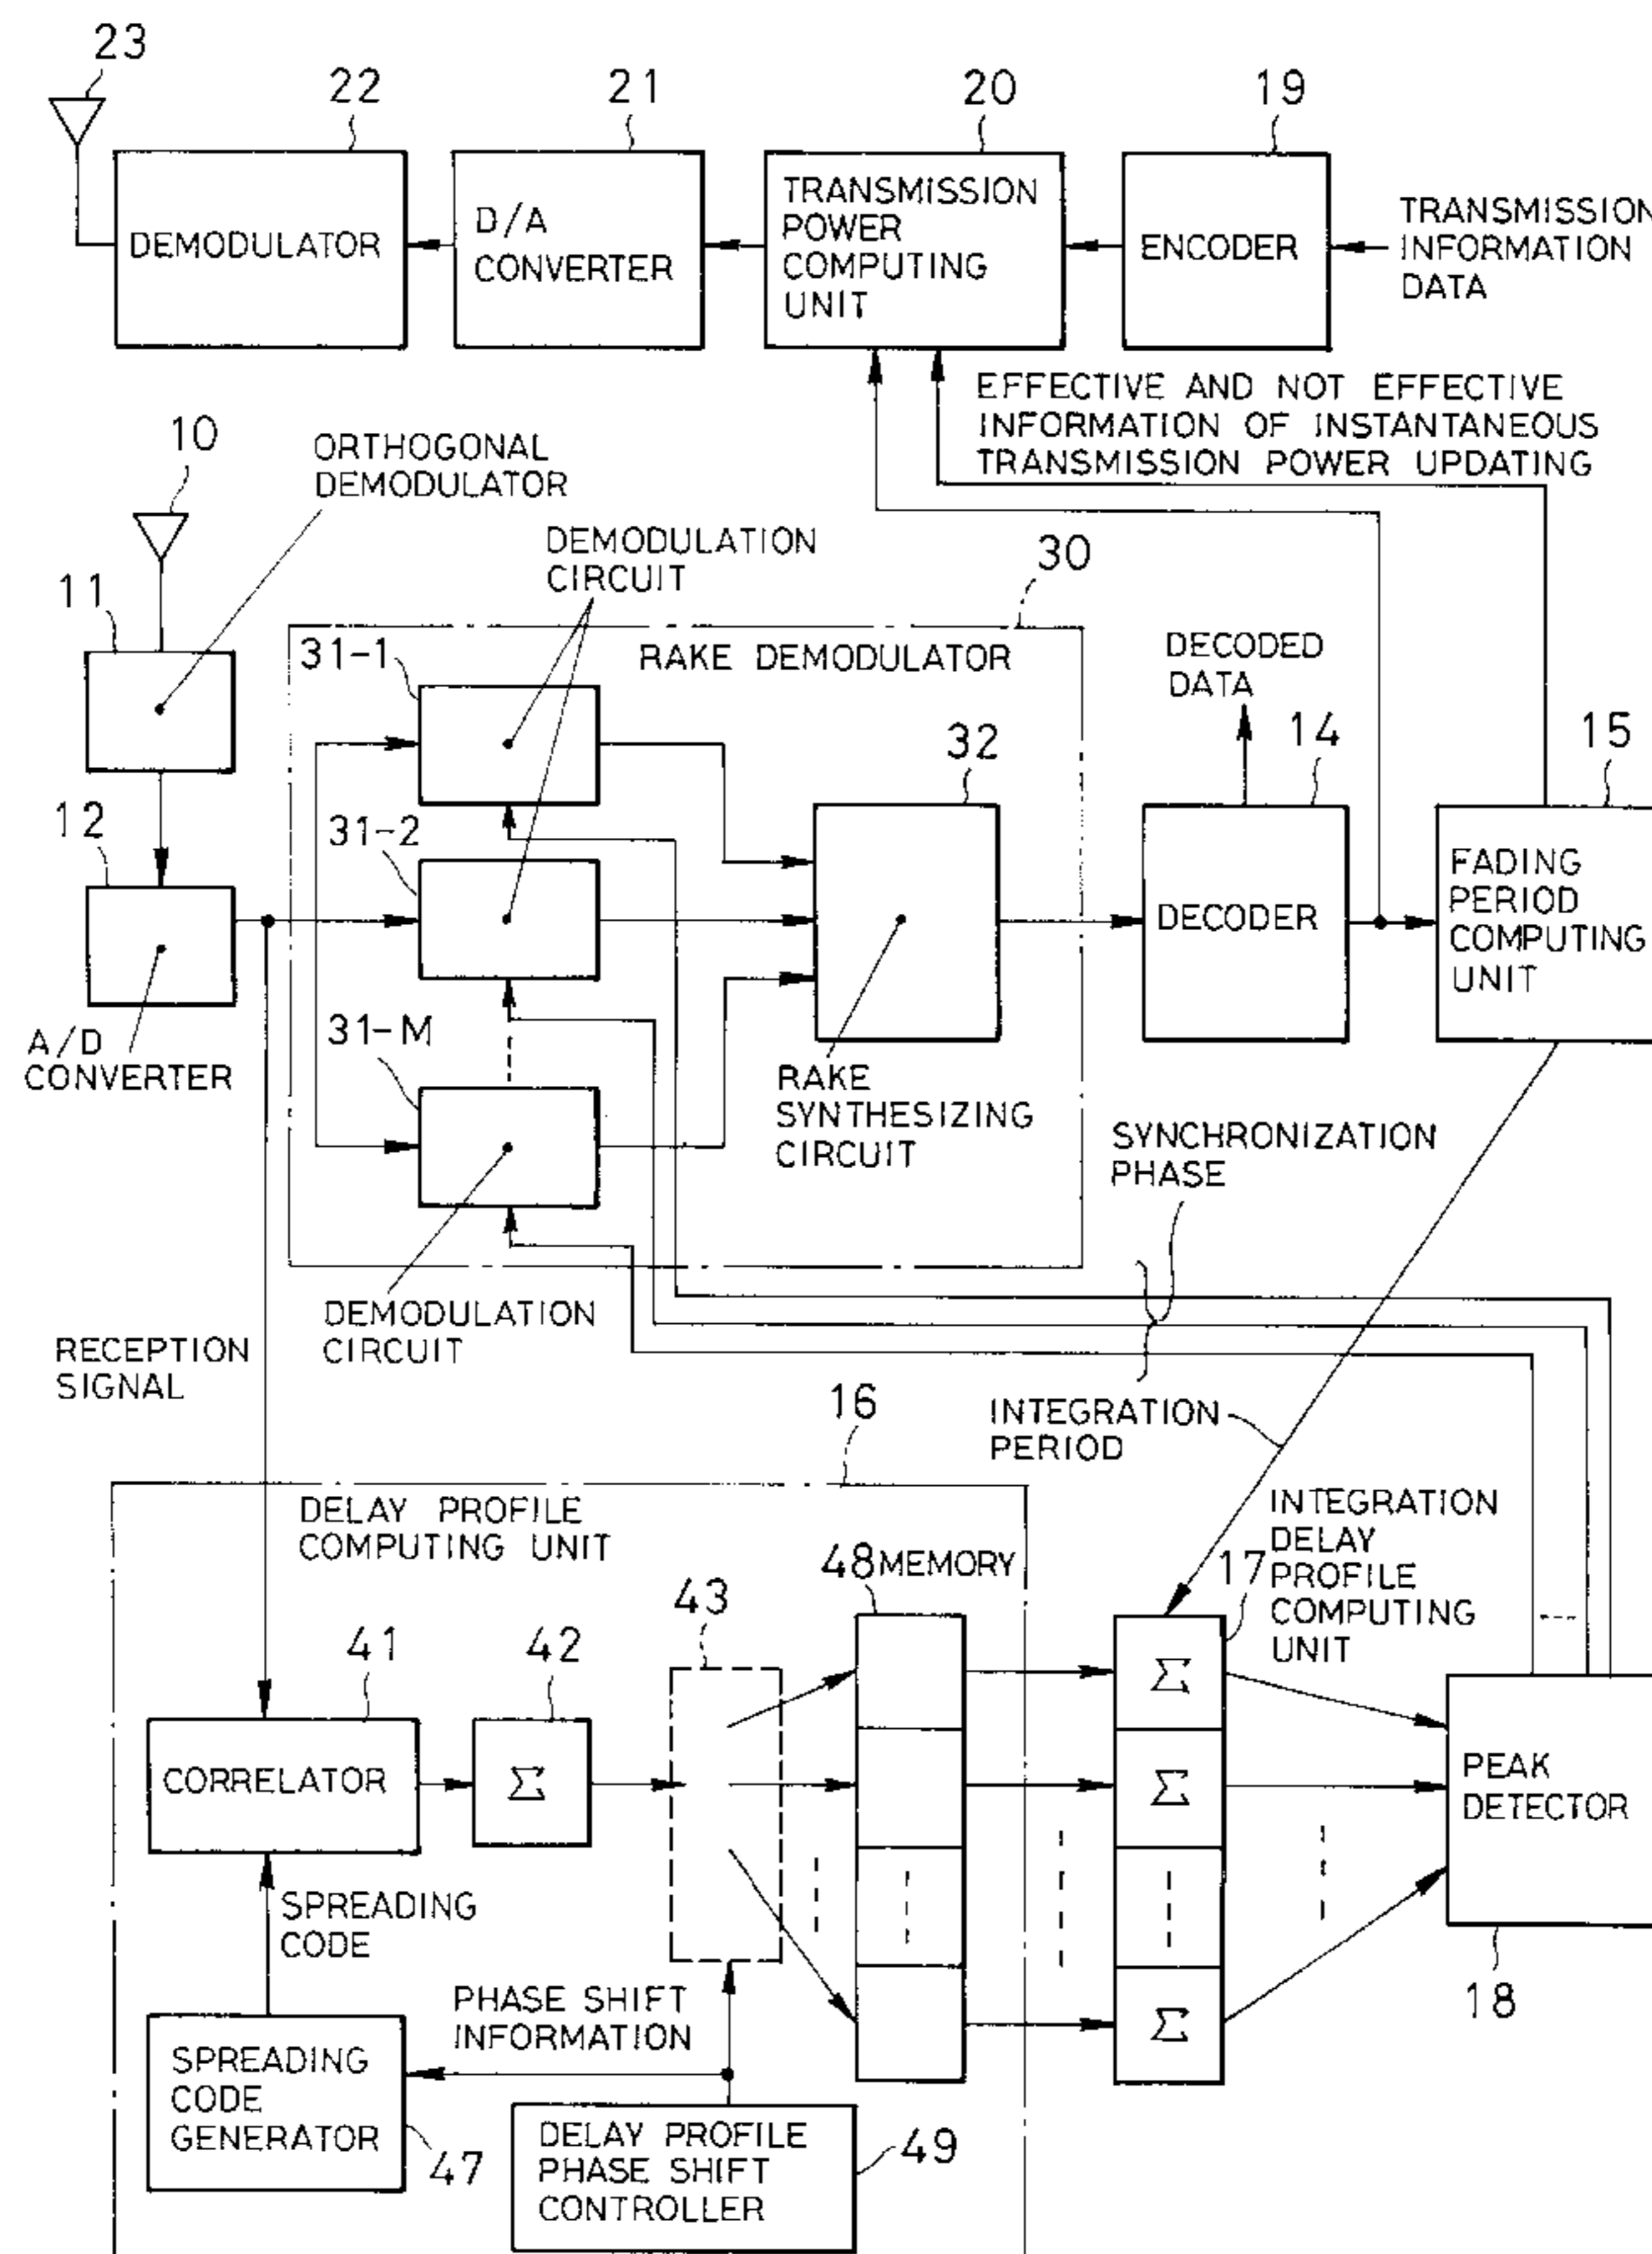 23
22
21
20
19
DEMODULATOR
D/A
CONVERTER
TRANSMISSION
POWER
COMPUTING
UNIT
ENCODER
TRANSMISSION
INFORMATION
DATA
EFFECTIVE AND NOT EFFECTIVE
INFORMATION OF INSTANTANEOUS
TRANSMISSION POWER UPDATING
10
ORTHOGONAL
DEMODULATOR
DEMODULATION
CIRCUIT
30
11
31-1
RAKE DEMODULATOR
DECODED
DATA
14
15
32
12
31-2
DECODER
FADING
PERIOD
COMPUTING
UNIT
31-M
A/D
CONVERTER
RAKE
SYNTHESIZING
CIRCUIT
SYNCHRONIZATION
PHASE
DEMODULATION
CIRCUIT
RECEPTION
SIGNAL
16
INTEGRATION
PERIOD
DELAY PROFILE
COMPUTING UNIT
INTEGRATION
DELAY
PROFILE
COMPUTING
UNIT
17
48 MEMORY
43
41
42
CORRELATOR
Σ
Σ
Σ
Σ
PEAK
DETECTOR
18
SPREADING
CODE
PHASE SHIFT
INFORMATION
SPREADING
CODE
GENERATOR
47
DELAY PROFILE
PHASE SHIFT
CONTROLLER
49